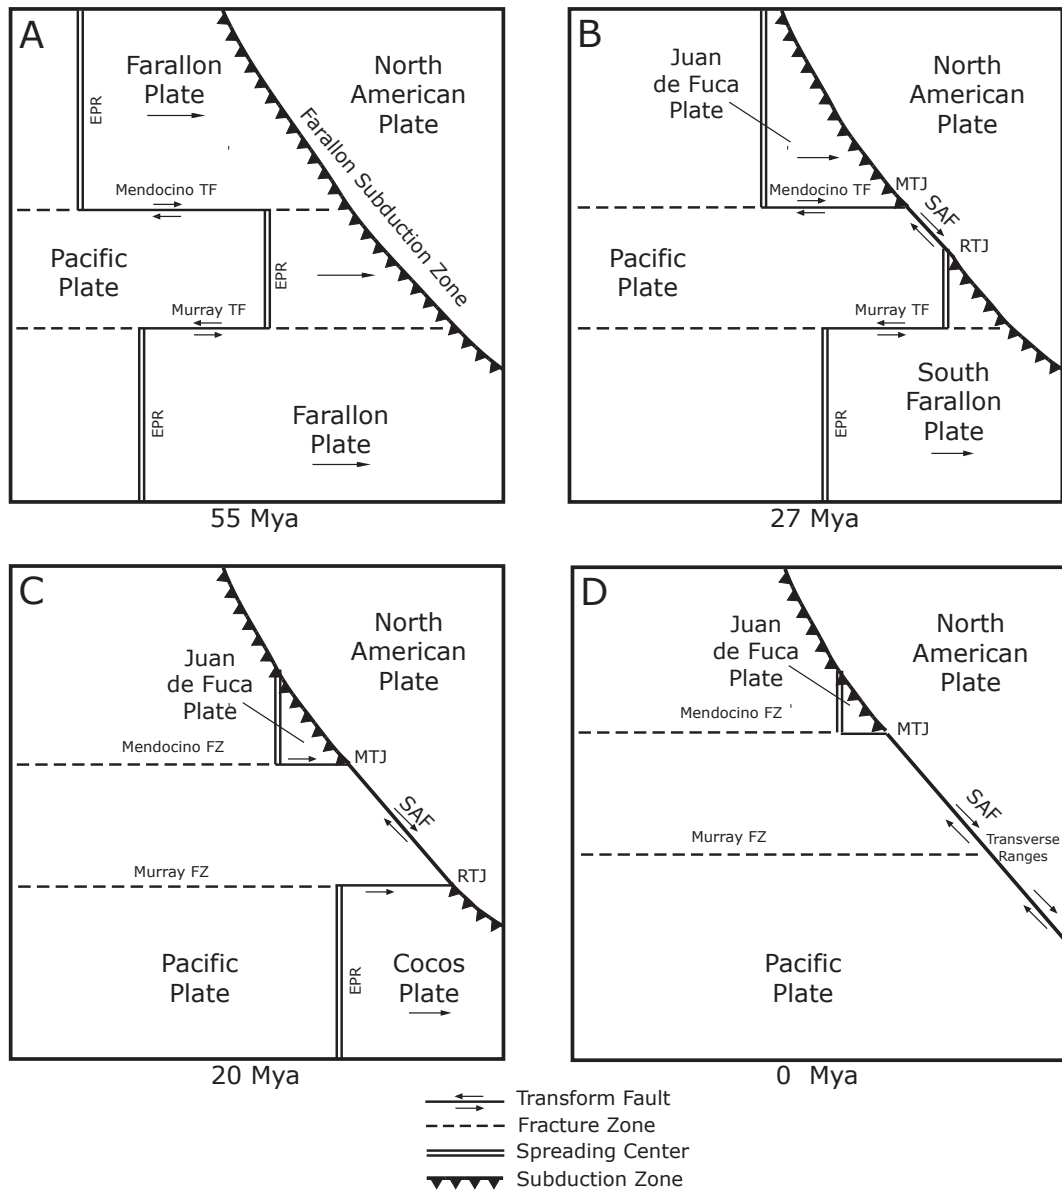 A
Farallon
Plate
North
American
Plate
EPR
Farallon Subduction Zone
Mendocino TF
Pacific
Plate
EPR
Murray TF
EPR
Farallon
Plate
55 Mya
B
Juan
de Fuca
Plate
North
American
Plate
EPR
Mendocino TF
MTJ
SAF
RTJ
Pacific
Plate
Murray TF
EPR
South
Farallon
Plate
27 Mya
C
North
American
Plate
Juan
de Fuca
Plate
Mendocino FZ
MTJ
SAF
Murray FZ
RTJ
Pacific
Plate
EPR
Cocos
Plate
20 Mya
D
Juan
de Fuca
Plate
North
American
Plate
Mendocino FZ
MTJ
SAF
Murray FZ
Transverse
Ranges
Pacific
Plate
0 Mya
Transform Fault
Fracture Zone
Spreading Center
Subduction Zone